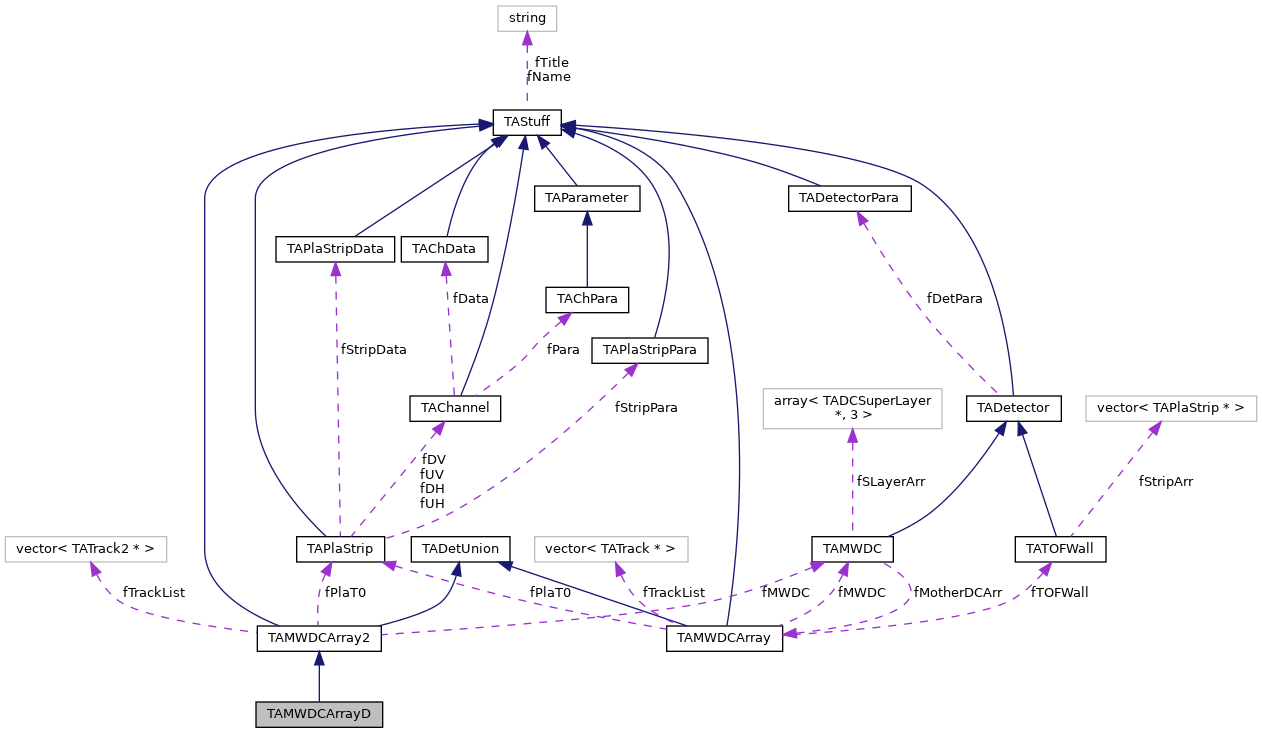 string
fTitle
fName
TAStuff
TAParameter
TADetectorPara
TAPlaStripData
TAChData
fData
TAChPara
fDetPara
fStripData
fPara
TAPlaStripPara
TAChannel
fStripPara
array< TADCSuperLayer
*, 3 >
TADetector
vector< TAPlaStrip * >
fDV
fUV
fDH
fUH
fSLayerArr
fStripArr
vector< TATrack2 * >
TAPlaStrip
TADetUnion
vector< TATrack * >
TAMWDC
TATOFWall
fTrackList
fPlaT0
fPlaT0
fTrackList
fMWDC
fMWDC
fMotherDCArr
fTOFWall
TAMWDCArray2
TAMWDCArray
TAMWDCArrayD